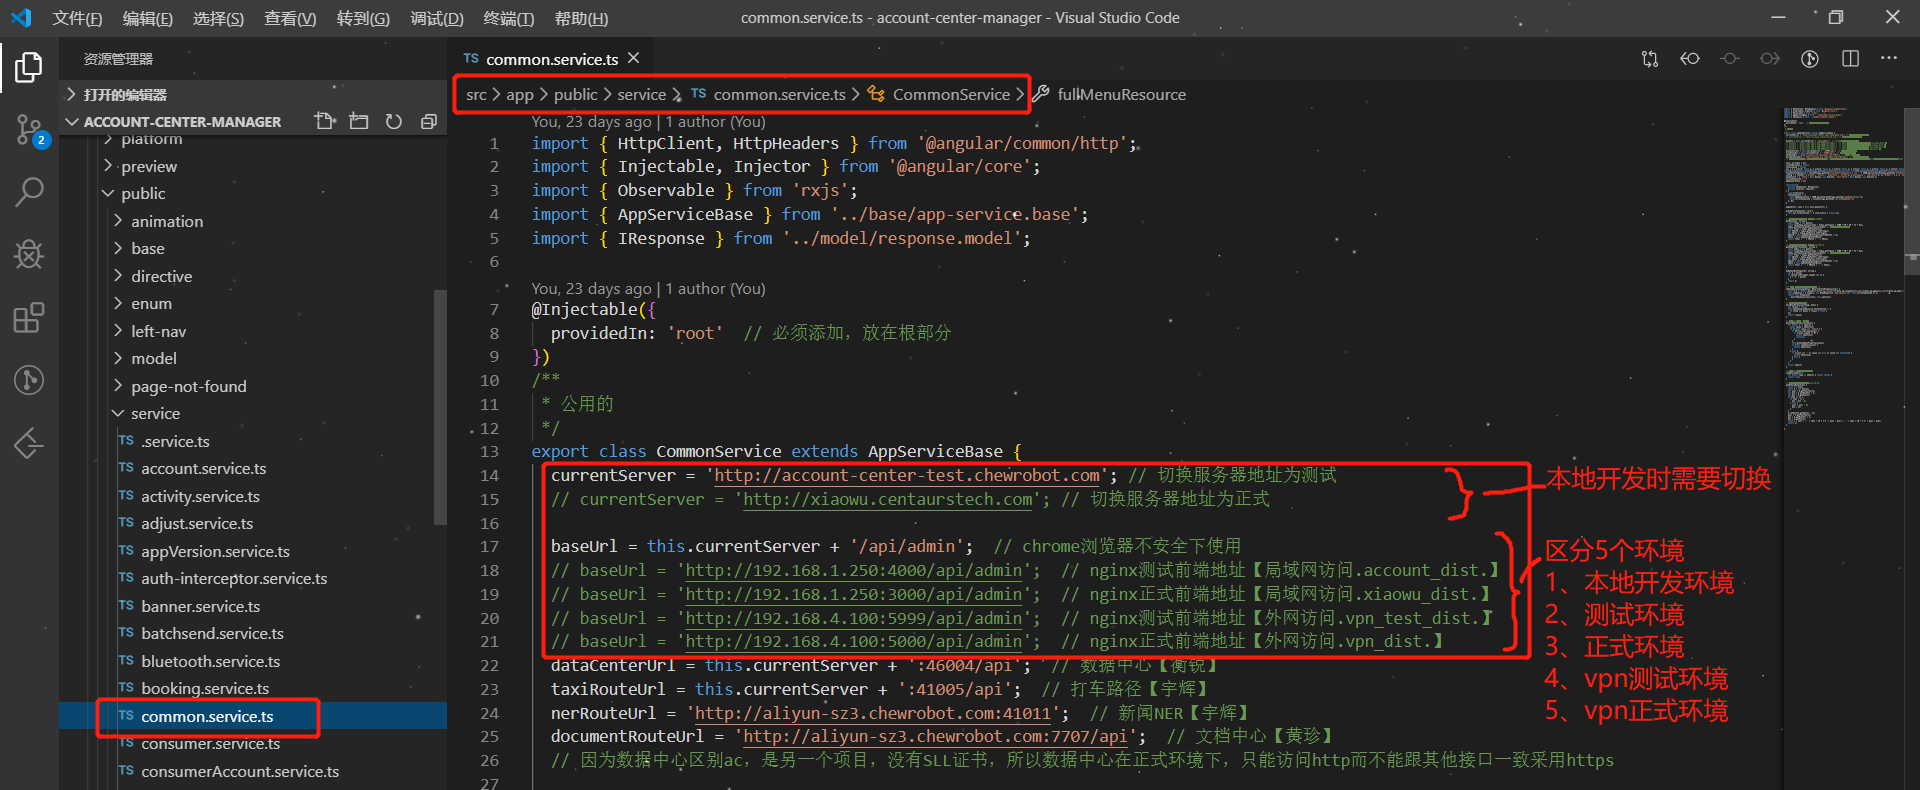 文件(F) 编辑(E) 选择(S) 查看(V) 转到(G) 调试(D) 终端(T) 帮助(H) common.service.ts - account-center-manager - Visual Studio Code
资源管理器
TS common.service.ts
打开的编辑器
src > app > public > service > TS common.service.ts > CommonService > fullMenuResource
ACCOUNT-CENTER-MANAGER
2
platform
preview
public
animation
base
directive
enum
left-nav
model
page-not-found
service
TS .service.ts
TS account.service.ts
TS activity.service.ts
TS adjust.service.ts
TS appVersion.service.ts
TS auth-interceptor.service.ts
TS banner.service.ts
TS batchsend.service.ts
TS bluetooth.service.ts
TS booking.service.ts
TS common.service.ts
TS consumer.service.ts
TS consumerAccount.service.ts
You, 23 days ago | 1 author (You)
1 import { HttpClient, HttpHeaders } from '@angular/common/http';
2 import { Injectable, Injector } from '@angular/core';
3 import { Observable } from 'rxjs';
4 import { AppServiceBase } from '../base/app-service.base';
5 import { IResponse } from '../model/response.model';
6
You, 23 days ago | 1 author (You)
7 @Injectable({
8 providedIn: 'root' // 必须添加，放在根部分
9 })
10 /**
11 * 公用的
12 */
13 export class CommonService extends AppServiceBase {
14 currentServer = 'http://account-center-test.chewrobot.com'; // 切换服务器地址为测试
15 // currentServer = 'http://xiaowu.centaurstech.com'; // 切换服务器地址为正式
16
17 baseUrl = this.currentServer + '/api/admin'; // chrome浏览器不安全下使用
18 // baseUrl = 'http://192.168.1.250:4000/api/admin'; // nginx测试前端地址【局域网访问.account_dist.】
19 // baseUrl = 'http://192.168.1.250:3000/api/admin'; // nginx正式前端地址【局域网访问.xiaowu_dist.】
20 // baseUrl = 'http://192.168.4.100:5999/api/admin'; // nginx测试前端地址【外网访问.vpn_test_dist.】
21 // baseUrl = 'http://192.168.4.100:5000/api/admin'; // nginx正式前端地址【外网访问.vpn_dist.】
22 dataCenterUrl = this.currentServer + ':46004/api'; // 数据中心【衡锐】
23 taxiRouteUrl = this.currentServer + ':41005/api'; // 打车路径【宇辉】
24 nerRouteUrl = 'http://aliyun-sz3.chewrobot.com:41011'; // 新闻NER【宇辉】
25 documentRouteUrl = 'http://aliyun-sz3.chewrobot.com:7707/api'; // 文档中心【黄珍】
26 // 因为数据中心区别ac，是另一个项目，没有SLL证书，所以数据中心在正式环境下，只能访问http而不能跟其他接口一致采用https
27
本地开发时需要切换
区分5个环境
1、本地开发环境
2、测试环境
3、正式环境
4、vpn测试环境
5、vpn正式环境